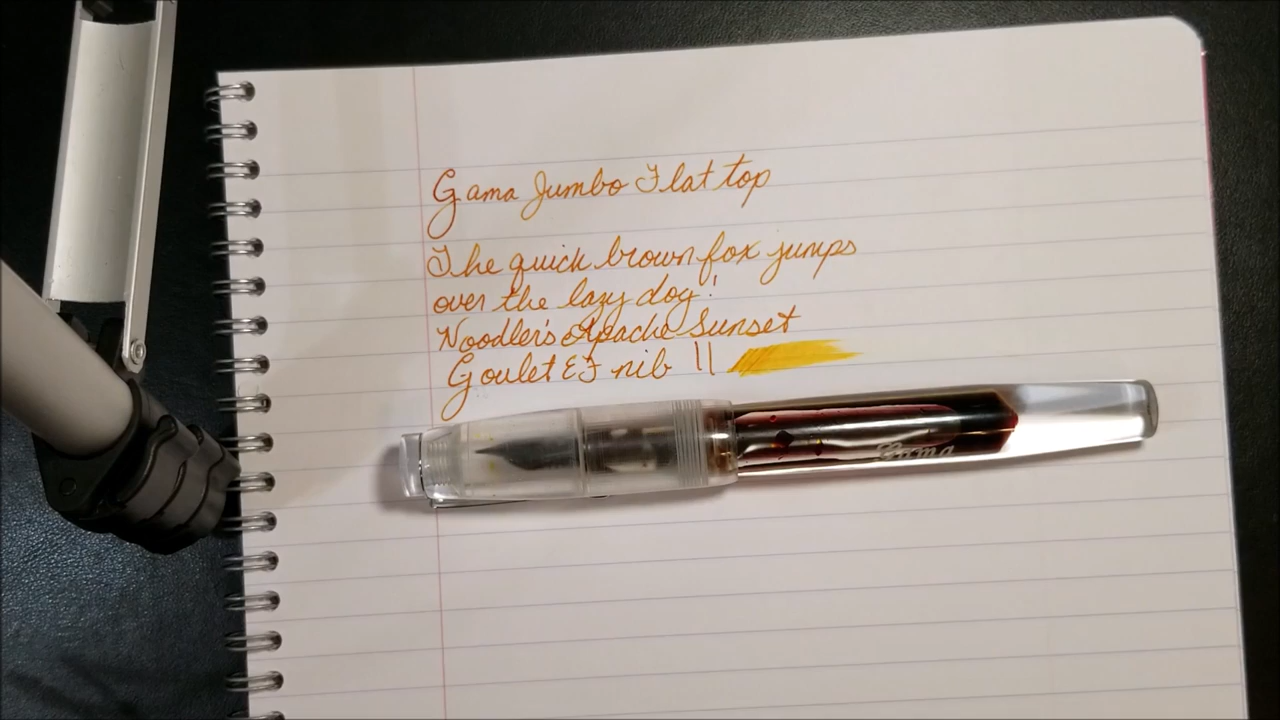 Gama Jumbo Flat top
The quick brown fox jumps
over the lazy dog!
Noodler's Apache Sunset
Goulet EF nib
Gama